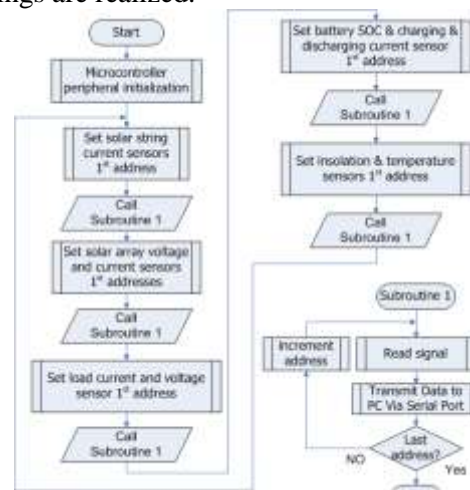 ngs are realized.
Start
Microcontroller
peripheral initialization
Set solar string
current sensors
1st address
Call
Subroutine 1
Set solar array voltage
and current sensors
1st addresses
Call
Subroutine 1
Set load current and voltage
sensor 1st address
Call
Subroutine 1
Set battery SOC & charging &
discharging current sensor
1st address
Call
Subroutine 1
Set insolation & temperature
sensors 1st address
Call
Subroutine 1
Subroutine 1
Increment
address
Read signal
Transmit Data to
PC Via Serial Port
Last
address?
NO
Yes